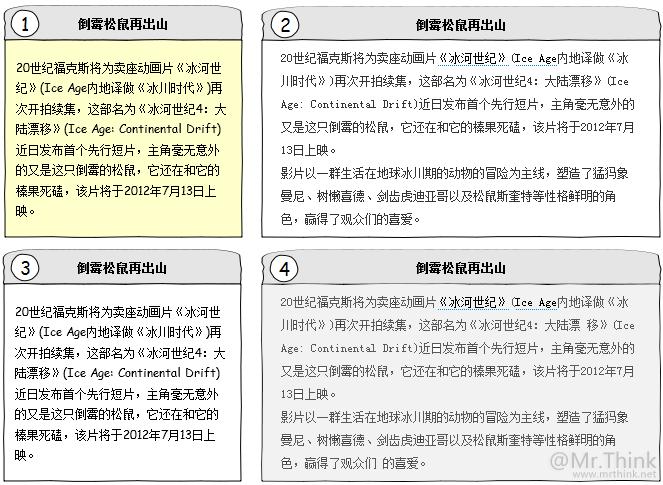 1
倒霉松鼠再出山
20世纪福克斯将为卖座动画片《冰河世
纪》(Ice Age内地译做《冰川时代》)再
次开拍续集，这部名为《冰河世纪4：大
陆漂移》(Ice Age: Continental Drift)
近日发布首个先行短片，主角毫无意外
的又是这只倒霉的松鼠，它还在和它的
榛果死磕，该片将于2012年7月13日上
映。
2
倒霉松鼠再出山
20世纪福克斯将为卖座动画片《冰河世纪》(Ice Age内地译做《冰
川时代》)再次开拍续集，这部名为《冰河世纪4：大陆漂移》(Ice
Age: Continental Drift)近日发布首个先行短片，主角毫无意外的
又是这只倒霉的松鼠，它还在和它的榛果死磕，该片将于2012年7月
13日上映。
影片以一群生活在地球冰川期的动物的冒险为主线，塑造了猛犸象
曼尼、树懒喜德、剑齿虎迪亚哥以及松鼠斯奎特等性格鲜明的角
色，赢得了观众们的喜爱。
3
倒霉松鼠再出山
20世纪福克斯将为卖座动画片《冰河世
纪》(Ice Age内地译做《冰川时代》)再
次开拍续集，这部名为《冰河世纪4：大
陆漂移》(Ice Age: Continental Drift)
近日发布首个先行短片，主角毫无意外
的又是这只倒霉的松鼠，它还在和它的
榛果死磕，该片将于2012年7月13日上
映。
4
倒霉松鼠再出山
20世纪福克斯将为卖座动画片《冰河世纪》(Ice Age内地译做《冰
川时代》)再次开拍续集，这部名为《冰河世纪4：大陆漂 移》(Ice
Age: Continental Drift)近日发布首个先行短片，主角毫无意外的
又是这只倒霉的松鼠，它还在和它的榛果死磕，该片将于2012年7月
13日上映。
影片以一群生活在地球冰川期的动物的冒险为主线，塑造了猛犸象
曼尼、树懒喜德、剑齿虎迪亚哥以及松鼠斯奎特等性格鲜明的角
色，赢得了观众们 的喜爱。
@Mr.Think
www.mrthink.net